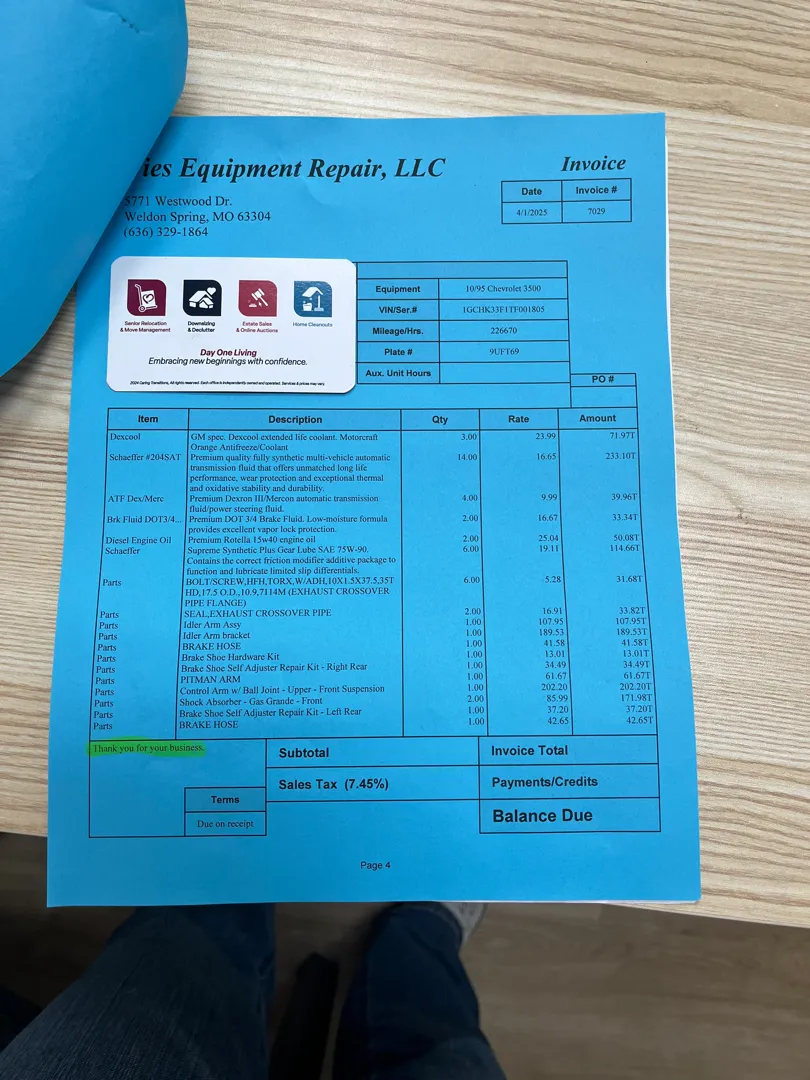 ies Equipment Repair, LLC
Invoice
5771 Westwood Dr.
Weldon Spring, MO 63304
(636) 329-1864
Date Invoice #
4/1/2025 7029
Senior Relocation & Move Management
Downsizing & Declutter
Estate Sales & Online Auctions
Home Cleanouts
Day One Living
Embracing new beginnings with confidence.
2024 Caring Transitions, All rights reserved. Each office is independently owned and operated. Services & prices may vary.
Equipment 10/95 Chevrolet 3500
VIN/Ser.# 1GCHK33F1TF001805
Mileage/Hrs. 226670
Plate # 9UFT69
Aux. Unit Hours
PO #
Item Description Qty Rate Amount
Dexcool GM spec. Dexcool extended life coolant. Motorcraft 3.00 23.99 71.97T
Orange Antifreeze/Coolant
Schaeffer #204SAT Premium quality fully synthetic multi-vehicle automatic 14.00 16.65 233.10T
transmission fluid that offers unmatched long life
performance, wear protection and exceptional thermal
and oxidative stability and durability.
ATF Dex/Merc Premium Dexron III/Mercon automatic transmission 4.00 9.99 39.96T
fluid/power steering fluid.
Brk Fluid DOT3/4... Premium DOT 3/4 Brake Fluid. Low-moisture formula 2.00 16.67 33.34T
provides excellent vapor lock protection.
Diesel Engine Oil Premium Rotella 15w40 engine oil 2.00 25.04 50.08T
Schaeffer Supreme Synthetic Plus Gear Lube SAE 75W-90. 6.00 19.11 114.66T
Contains the correct friction modifier additive package to
function and lubricate limited slip differentials.
Parts BOLT/SCREW,HFH,TORX,W/ADH,10X1.5X37.5,35T 6.00 5.28 31.68T
HD,17.5 O.D.,10.9,7114M (EXHAUST CROSSOVER
PIPE FLANGE)
Parts SEAL,EXHAUST CROSSOVER PIPE 2.00 16.91 33.82T
Parts Idler Arm Assy 1.00 107.95 107.95T
Parts Idler Arm bracket 1.00 189.53 189.53T
Parts BRAKE HOSE 1.00 41.58 41.58T
Parts Brake Shoe Hardware Kit 1.00 13.01 13.01T
Parts Brake Shoe Self Adjuster Repair Kit - Right Rear 1.00 34.49 34.49T
Parts PITMAN ARM 1.00 61.67 61.67T
Parts Control Arm w/ Ball Joint - Upper - Front Suspension 1.00 202.20 202.20T
Parts Shock Absorber - Gas Grande - Front 2.00 85.99 171.98T
Parts Brake Shoe Self Adjuster Repair Kit - Left Rear 1.00 37.20 37.20T
Parts BRAKE HOSE 1.00 42.65 42.65T
Thank you for your business.
Subtotal
Invoice Total
Sales Tax (7.45%)
Payments/Credits
Terms
Due on receipt
Balance Due
Page 4